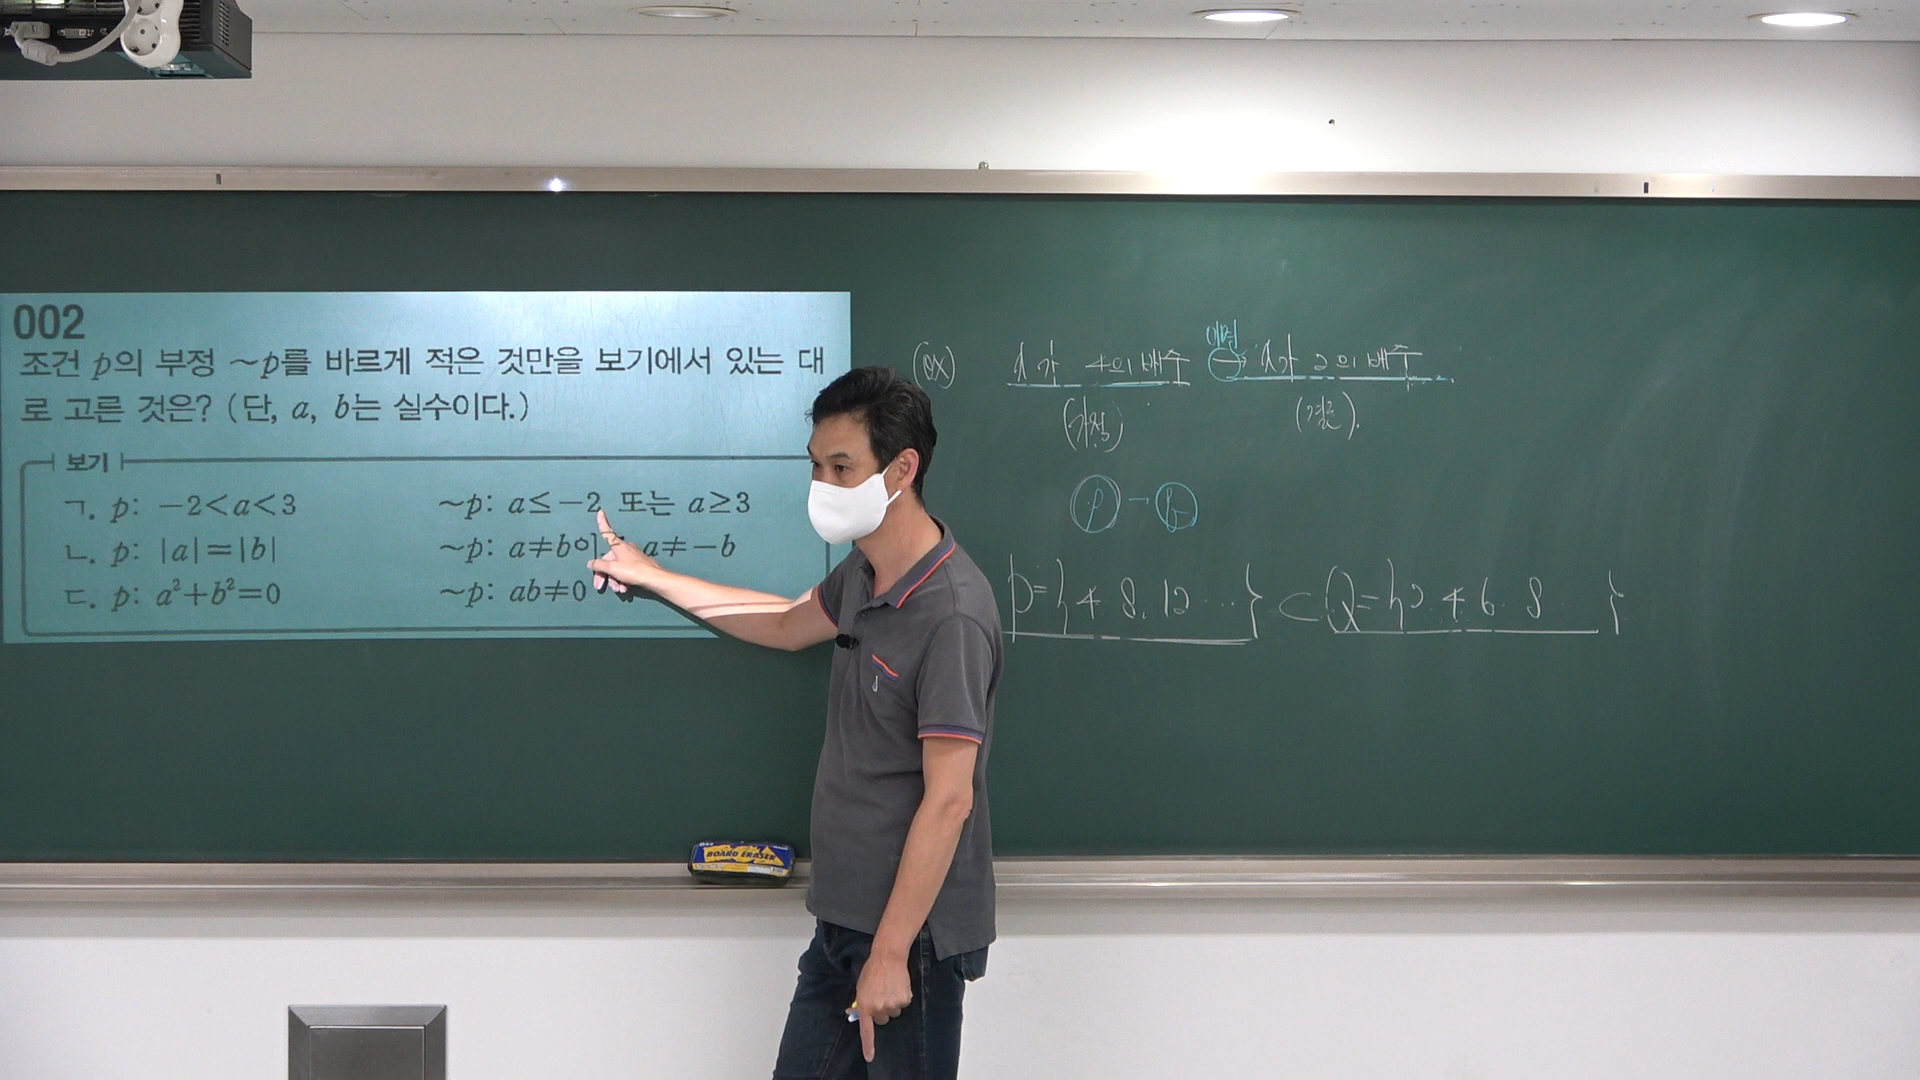 002
조건 p의 부정 ~p를 바르게 적은 것만을 보기에서 있는 대
로 고른 것은? (단, a, b는 실수이다.)
보기
ㄱ. p: -2<a<3 ~p: a≤-2 또는 a≥3
ㄴ. p: |a|=|b| ~p: a≠b이 a≠-b
ㄷ. p: a²+b²=0 ~p: ab≠0
(ex) 가 4의 배수 → 가 2의 배수
(가정) (결론).
p → q
P={4. 8. 12 ... } ⊂ Q={2 4 6. 8 }
BOARD ERASER